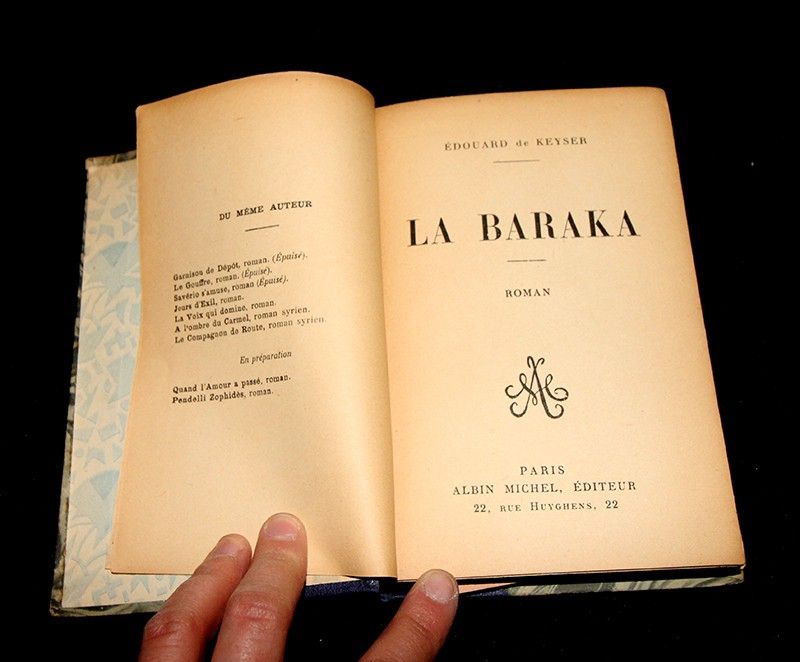 DU MÊME AUTEUR
Garnison de Dépôt, roman. (Épuisé).
Le Gouffre, roman. (Épuisé).
Savério s'amuse, roman (Épuisé).
Jours d'Exil, roman.
La Voix qui domine, roman.
A l'ombre du Carmel, roman syrien.
Le Compagnon de Route, roman syrien.
En préparation
Quand l'Amour a passé, roman.
Pendelli Zophidès, roman.
ÉDOUARD de KEYSER
LA BARAKA
ROMAN
PARIS
ALBIN MICHEL, ÉDITEUR
22, RUE HUYGHENS, 22